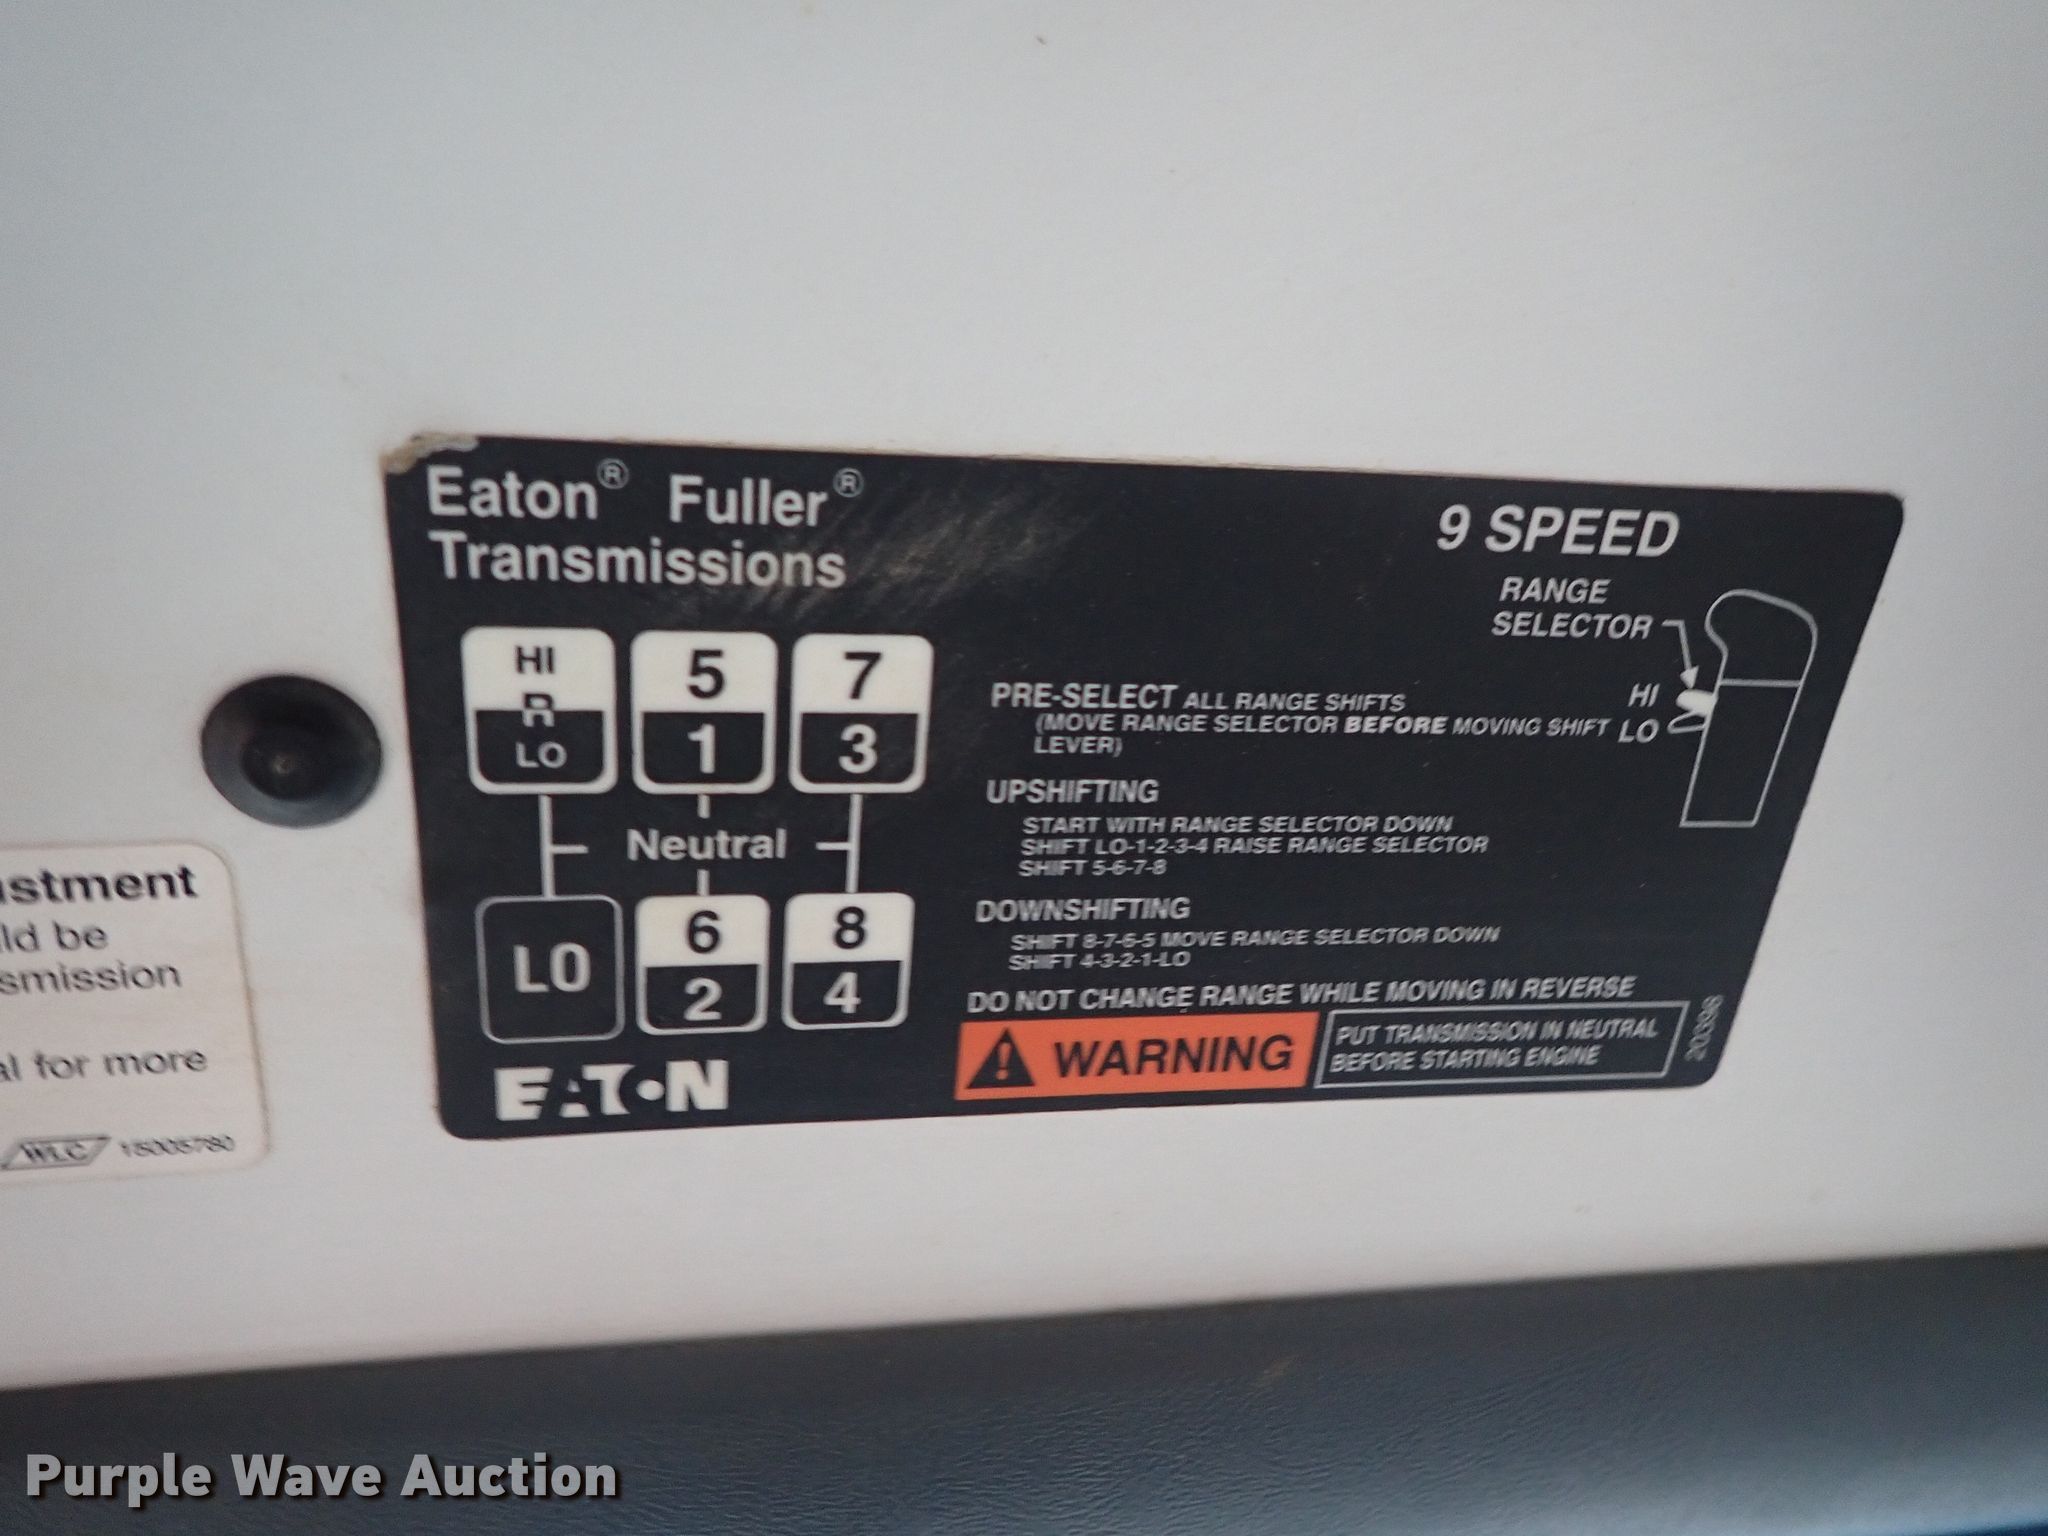 Eaton® Fuller®
Transmissions
9 SPEED
RANGE
SELECTOR
HI
LO
HI
R
LO
5
1
7
3
Neutral
LO
6
2
8
4
EATON
PRE-SELECT ALL RANGE SHIFTS
(MOVE RANGE SELECTOR BEFORE MOVING SHIFT
LEVER)
UPSHIFTING
START WITH RANGE SELECTOR DOWN
SHIFT LO-1-2-3-4 RAISE RANGE SELECTOR
SHIFT 5-6-7-8
DOWNSHIFTING
SHIFT 8-7-6-5 MOVE RANGE SELECTOR DOWN
SHIFT 4-3-2-1-LO
DO NOT CHANGE RANGE WHILE MOVING IN REVERSE
WARNING
PUT TRANSMISSION IN NEUTRAL
BEFORE STARTING ENGINE
ustment
ld be
smission
al for more
WLC 15005780
Purple Wave Auction